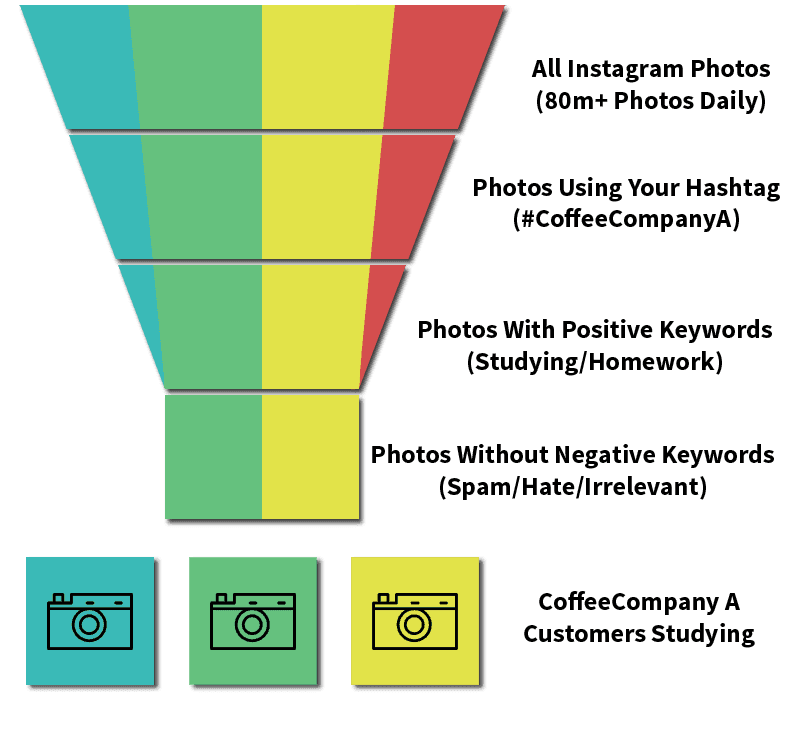 All Instagram Photos
(80m+ Photos Daily)
Photos Using Your Hashtag
(#CoffeeCompanyA)
Photos With Positive Keywords
(Studying/Homework)
Photos Without Negative Keywords
(Spam/Hate/Irrelevant)
CoffeeCompany A
Customers Studying